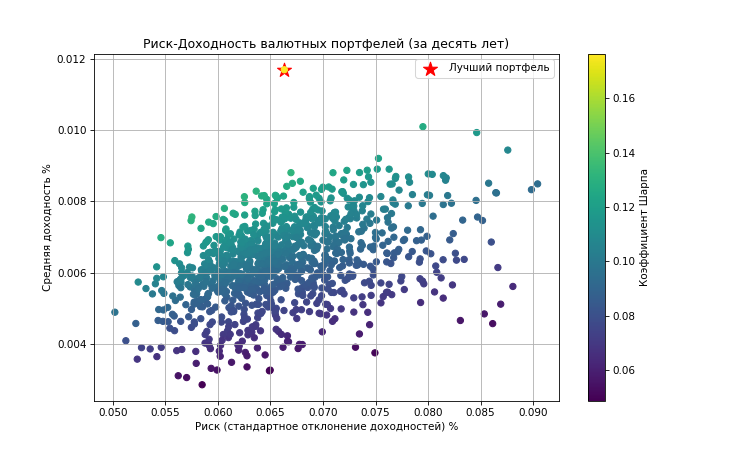 Риск-Доходность валютных портфелей (за десять лет)
Лучший портфель
0.012
0.010
0.008
0.006
0.004
Средняя доходность %
0.050 0.055 0.060 0.065 0.070 0.075 0.080 0.085 0.090
Риск (стандартное отклонение доходностей) %
0.16
0.14
0.12
0.10
0.08
0.06
Коэффициент Шарпа